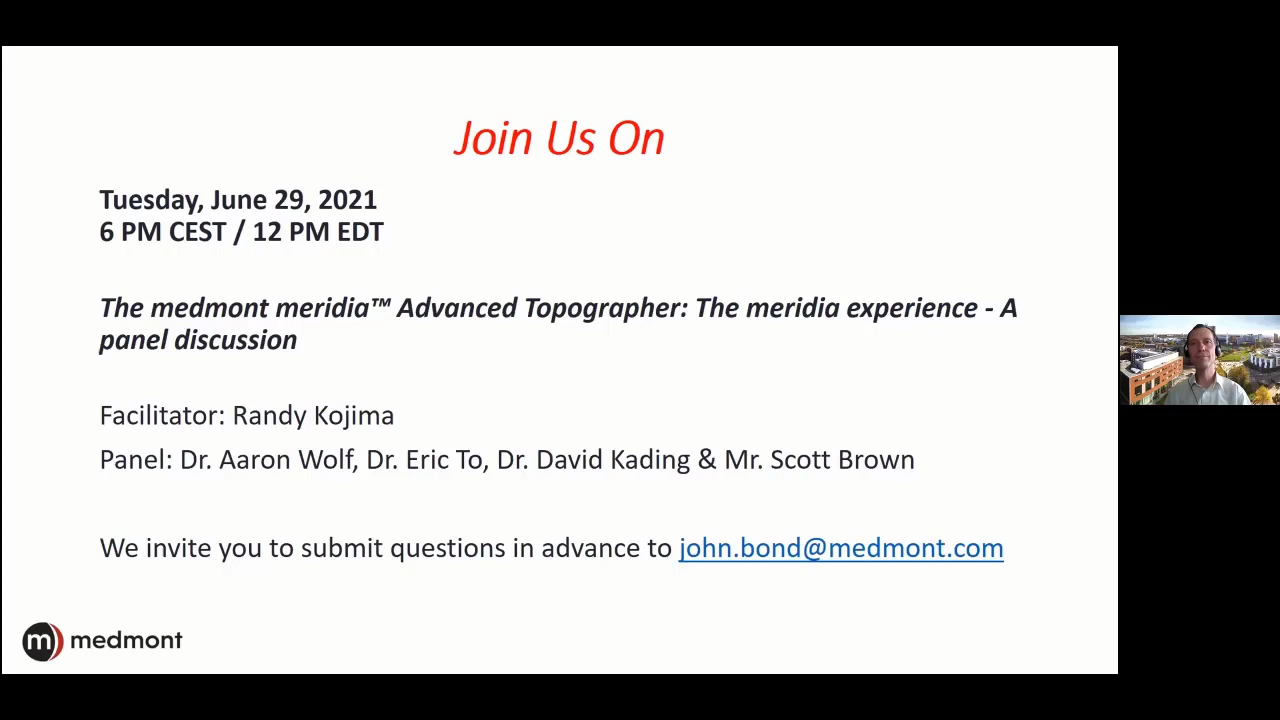 Join Us On
Tuesday, June 29, 2021
6 PM CEST / 12 PM EDT
The medmont meridia™ Advanced Topographer: The meridia experience - A
panel discussion
Facilitator: Randy Kojima
Panel: Dr. Aaron Wolf, Dr. Eric To, Dr. David Kading & Mr. Scott Brown
We invite you to submit questions in advance to john.bond@medmont.com
m medmont